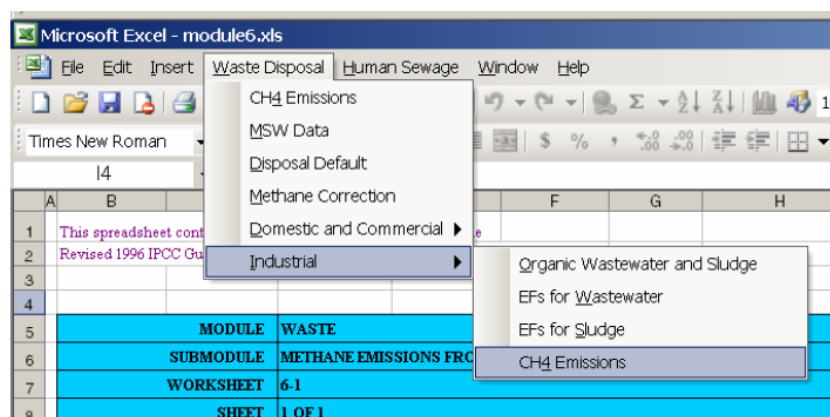 Microsoft Excel - module6.xls
File Edit Insert Waste Disposal Human Sewage Window Help
CH4 Emissions
MSW Data
Disposal Default
Methane Correction
Domestic and Commercial
Industrial
Organic Wastewater and Sludge
EFs for Wastewater
EFs for Sludge
CH4 Emissions
Times New Roman
I4
A B F G H
1 This spreadsheet cont
2 Revised 1996 IPCC Gu
3
4
5 MODULE WASTE
6 SUBMODULE METHANE EMISSIONS FRO
7 WORKSHEET 6-1
8 SHEET 1 OF 1